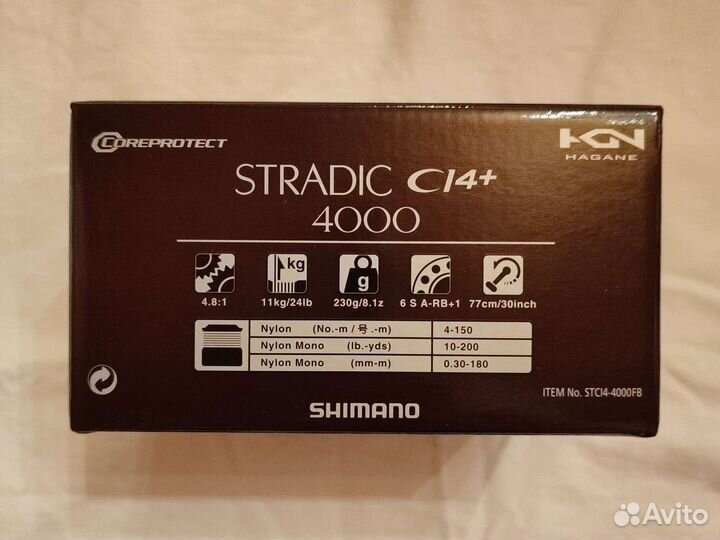 COREPROTECT
HGN
HAGANE
STRADIC CI4+
4000
kg
g
4.8:1
11kg/24lb
230g/8.1z
6 S A-RB+1
77cm/30inch
Nylon (No.-m / 号.-m) 4-150
Nylon Mono (lb.-yds) 10-200
Nylon Mono (mm-m) 0.30-180
ITEM No. STCI4-4000FB
SHIMANO
Avito